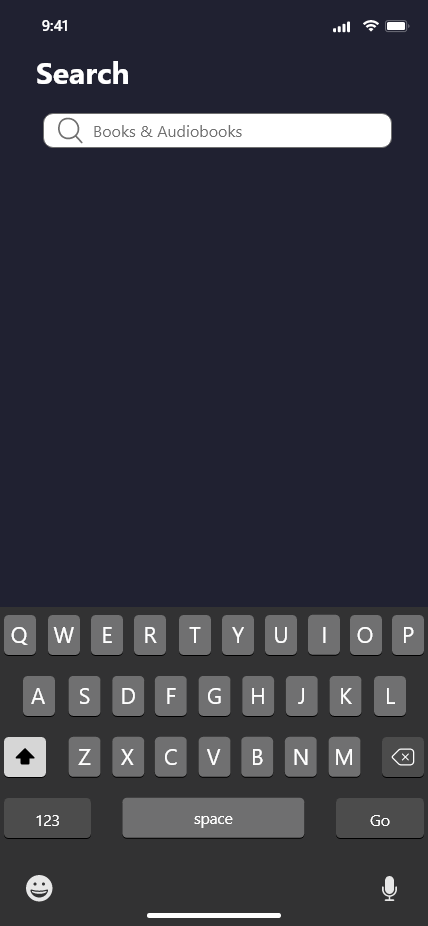 9:41
Search
Books & Audiobooks
Q W E R T Y U I O P
A S D F G H J K L
Z X C V B N M
123 space Go